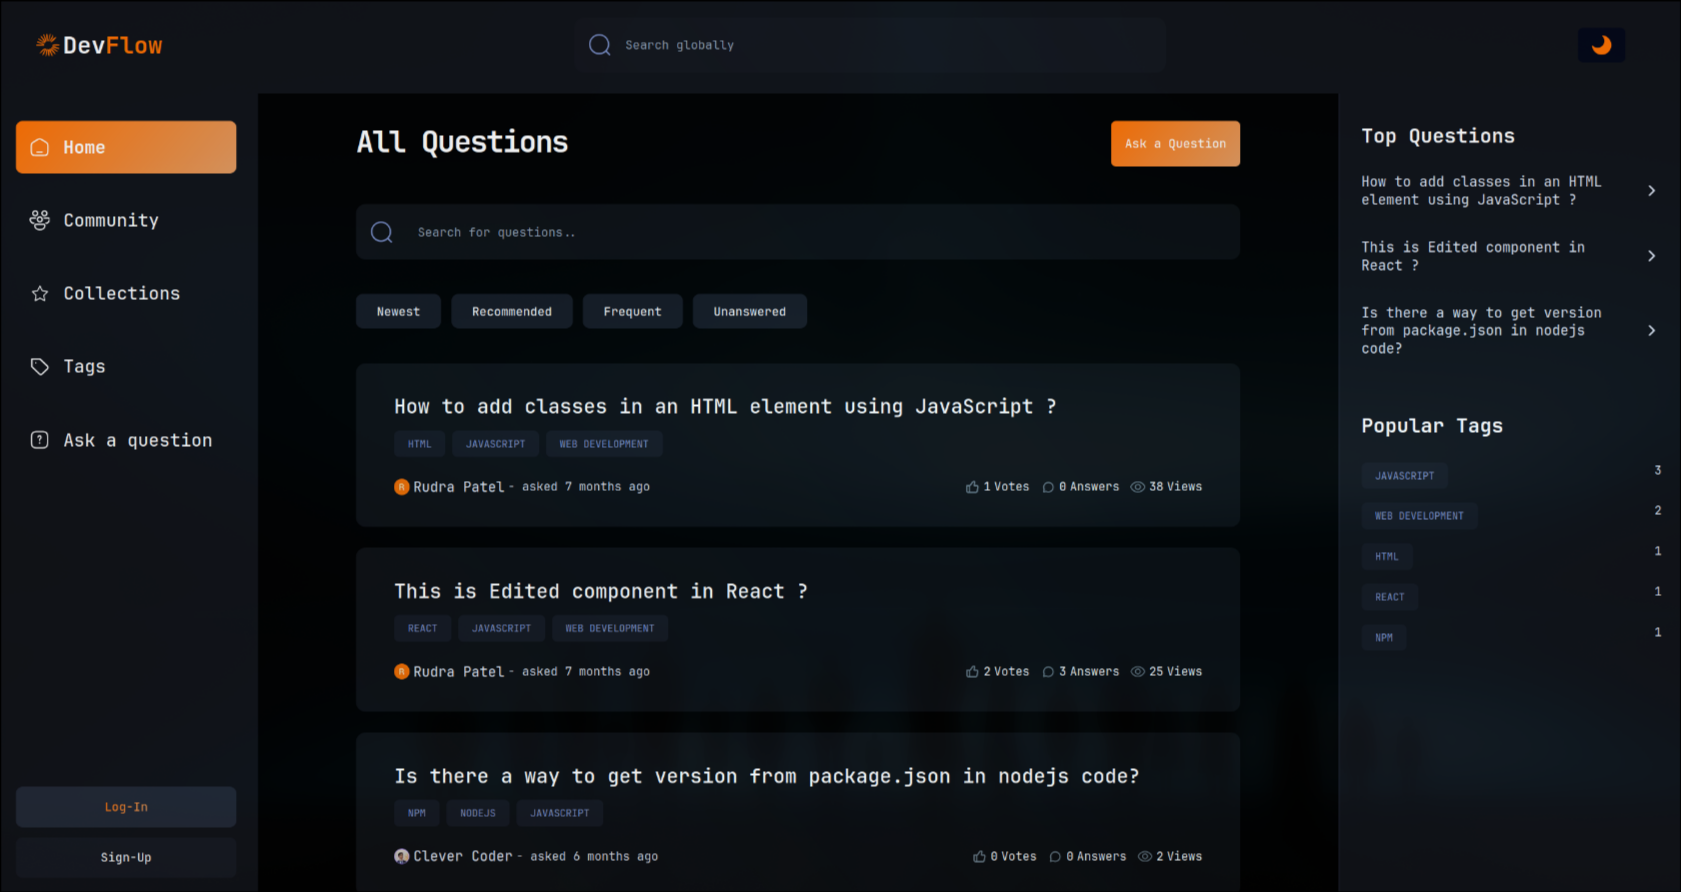 DevFlow
Search globally
Home
Community
Collections
Tags
Ask a question
Log-In
Sign-Up
All Questions
Ask a Question
Search for questions..
Newest
Recommended
Frequent
Unanswered
How to add classes in an HTML element using JavaScript ?
HTML
JAVASCRIPT
WEB DEVELOPMENT
R
Rudra Patel - asked 7 months ago
1 Votes
0 Answers
38 Views
This is Edited component in React ?
REACT
JAVASCRIPT
WEB DEVELOPMENT
R
Rudra Patel - asked 7 months ago
2 Votes
3 Answers
25 Views
Is there a way to get version from package.json in nodejs code?
NPM
NODEJS
JAVASCRIPT
Clever Coder - asked 6 months ago
0 Votes
0 Answers
2 Views
Top Questions
How to add classes in an HTML
element using JavaScript ?
This is Edited component in
React ?
Is there a way to get version
from package.json in nodejs
code?
Popular Tags
JAVASCRIPT 3
WEB DEVELOPMENT 2
HTML 1
REACT 1
NPM 1